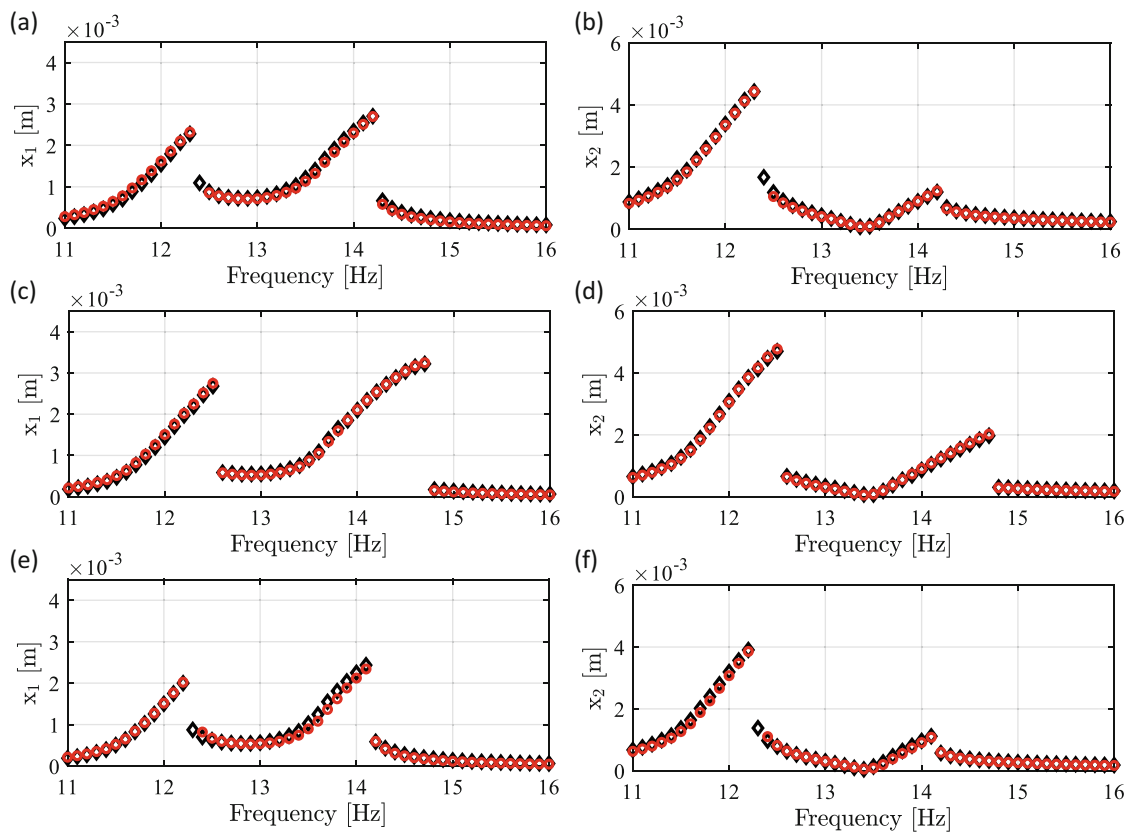 (a)
×10⁻³
4
3
2
1
0
x₁ [m]
11 12 13 14 15 16
Frequency [Hz]
(b)
×10⁻³
6
4
2
0
x₂ [m]
11 12 13 14 15 16
Frequency [Hz]
(c)
×10⁻³
4
3
2
1
0
x₁ [m]
11 12 13 14 15 16
Frequency [Hz]
(d)
×10⁻³
6
4
2
0
x₂ [m]
11 12 13 14 15 16
Frequency [Hz]
(e)
×10⁻³
4
3
2
1
0
x₁ [m]
11 12 13 14 15 16
Frequency [Hz]
(f)
×10⁻³
6
4
2
0
x₂ [m]
11 12 13 14 15 16
Frequency [Hz]